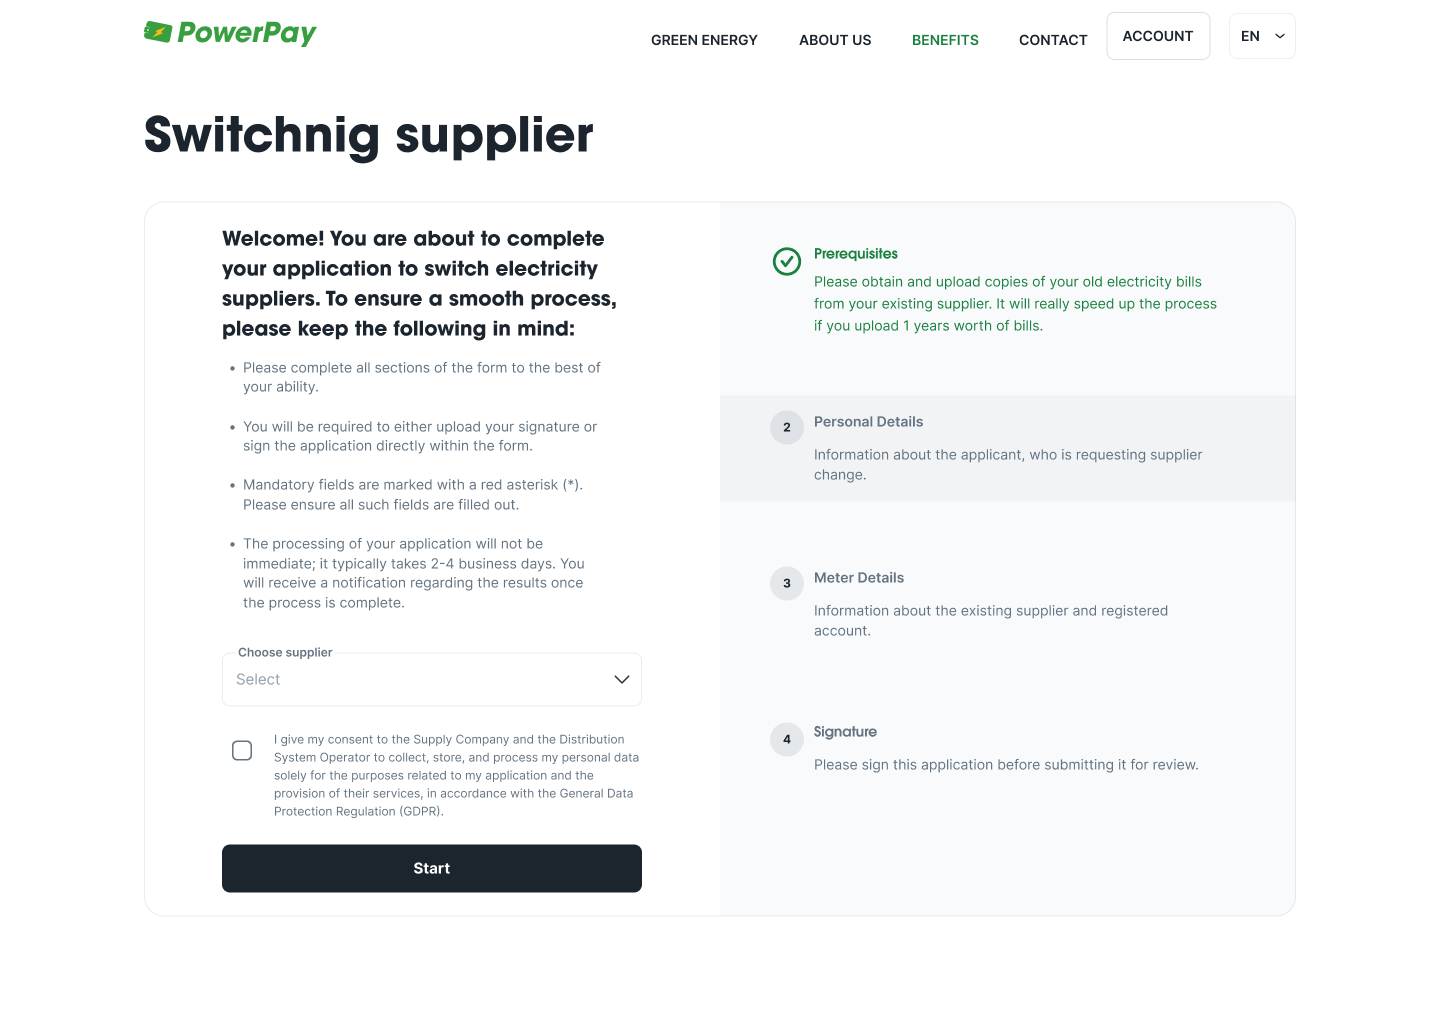 PowerPay
GREEN ENERGY
ABOUT US
BENEFITS
CONTACT
ACCOUNT
EN
Switchnig supplier
Welcome! You are about to complete
your application to switch electricity
suppliers. To ensure a smooth process,
please keep the following in mind:
• Please complete all sections of the form to the best of
your ability.
• You will be required to either upload your signature or
sign the application directly within the form.
• Mandatory fields are marked with a red asterisk (*).
Please ensure all such fields are filled out.
• The processing of your application will not be
immediate; it typically takes 2-4 business days. You
will receive a notification regarding the results once
the process is complete.
Choose supplier
Select
I give my consent to the Supply Company and the Distribution
System Operator to collect, store, and process my personal data
solely for the purposes related to my application and the
provision of their services, in accordance with the General Data
Protection Regulation (GDPR).
Start
Prerequisites
Please obtain and upload copies of your old electricity bills
from your existing supplier. It will really speed up the process
if you upload 1 years worth of bills.
2
Personal Details
Information about the applicant, who is requesting supplier
change.
3
Meter Details
Information about the existing supplier and registered
account.
4
Signature
Please sign this application before submitting it for review.